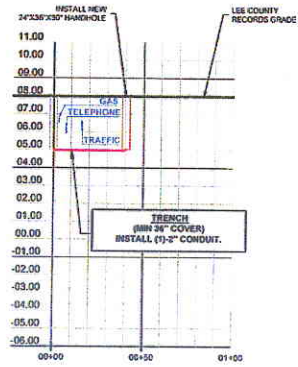 INSTALL NEW
24"X36"X30" HANDHOLE
LEE COUNTY
RECORDS GRADE
11.00
10.00
09.00
08.00
07.00
06.00
05.00
04.00
03.00
02.00
01.00
00.00
-01.00
-02.00
-03.00
-04.00
-05.00
-06.00
GAS
TELEPHONE
TRAFFIC
TRENCH
(MIN 36" COVER)
INSTALL (1)-2" CONDUIT.
00+00
00+50
01+00